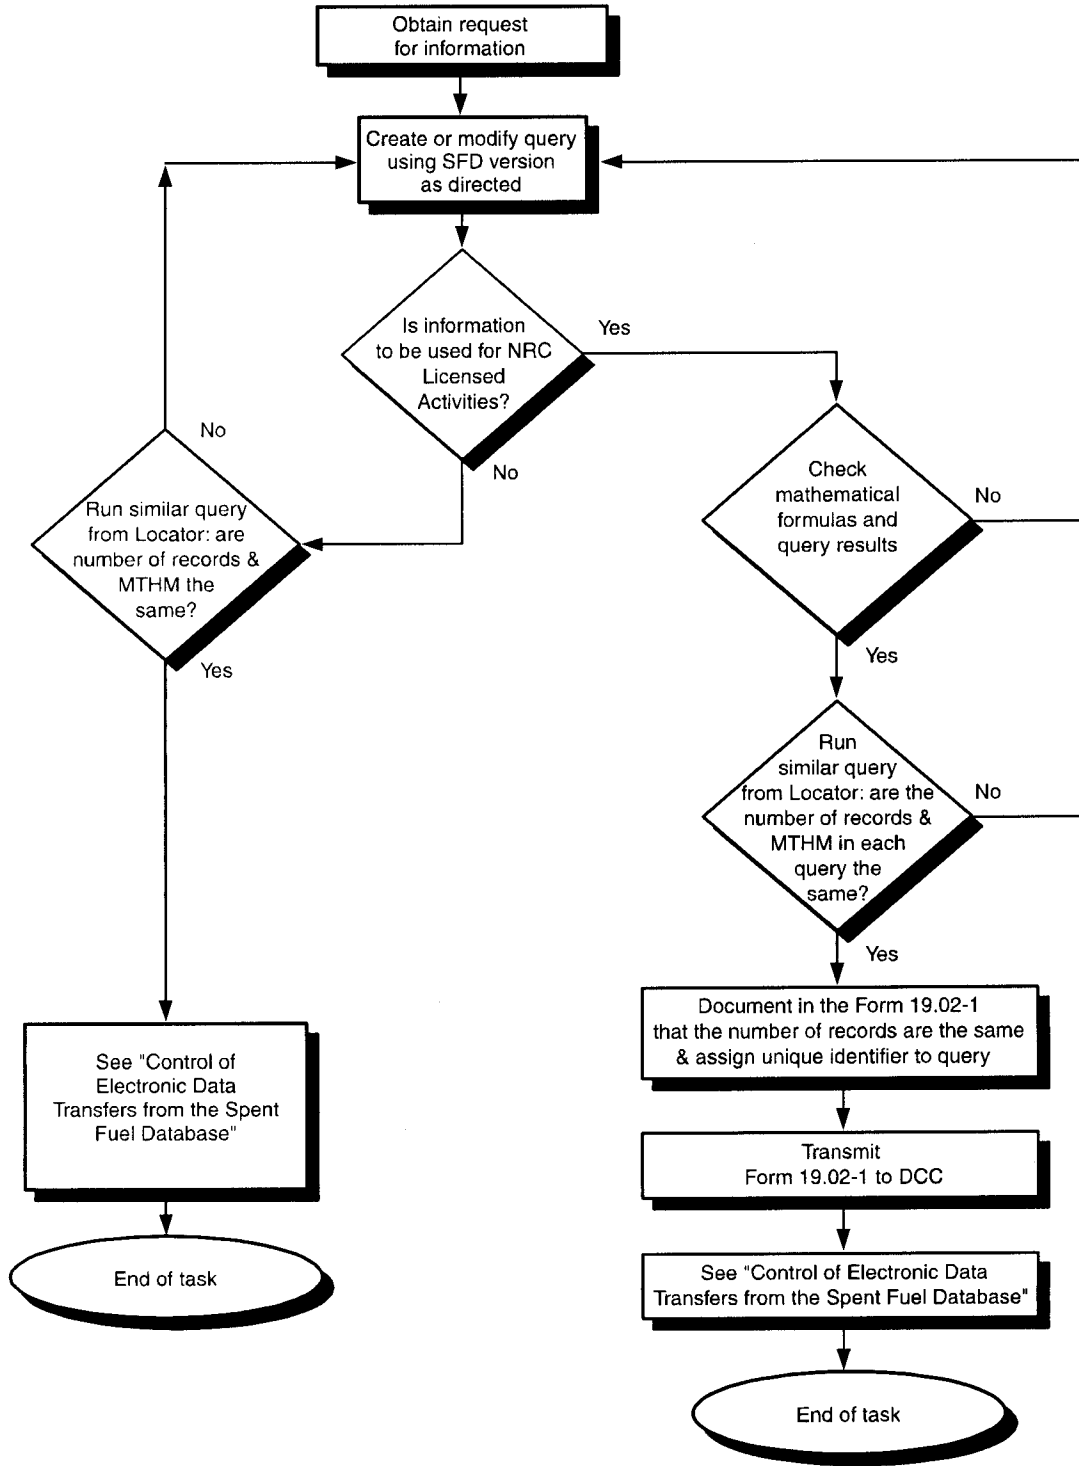 Obtain request
for information
Create or modify query
using SFD version
as directed
Is information
to be used for NRC
Licensed
Activities?
Yes
No
No
Run similar query
from Locator: are
number of records &
MTHM the
same?
Yes
Check
mathematical
formulas and
query results
No
Yes
Run
similar query
from Locator: are the
number of records &
MTHM in each
query the
same?
No
Yes
See "Control of
Electronic Data
Transfers from the Spent
Fuel Database"
End of task
Document in the Form 19.02-1
that the number of records are the same
& assign unique identifier to query
Transmit
Form 19.02-1 to DCC
See "Control of Electronic Data
Transfers from the Spent Fuel Database"
End of task